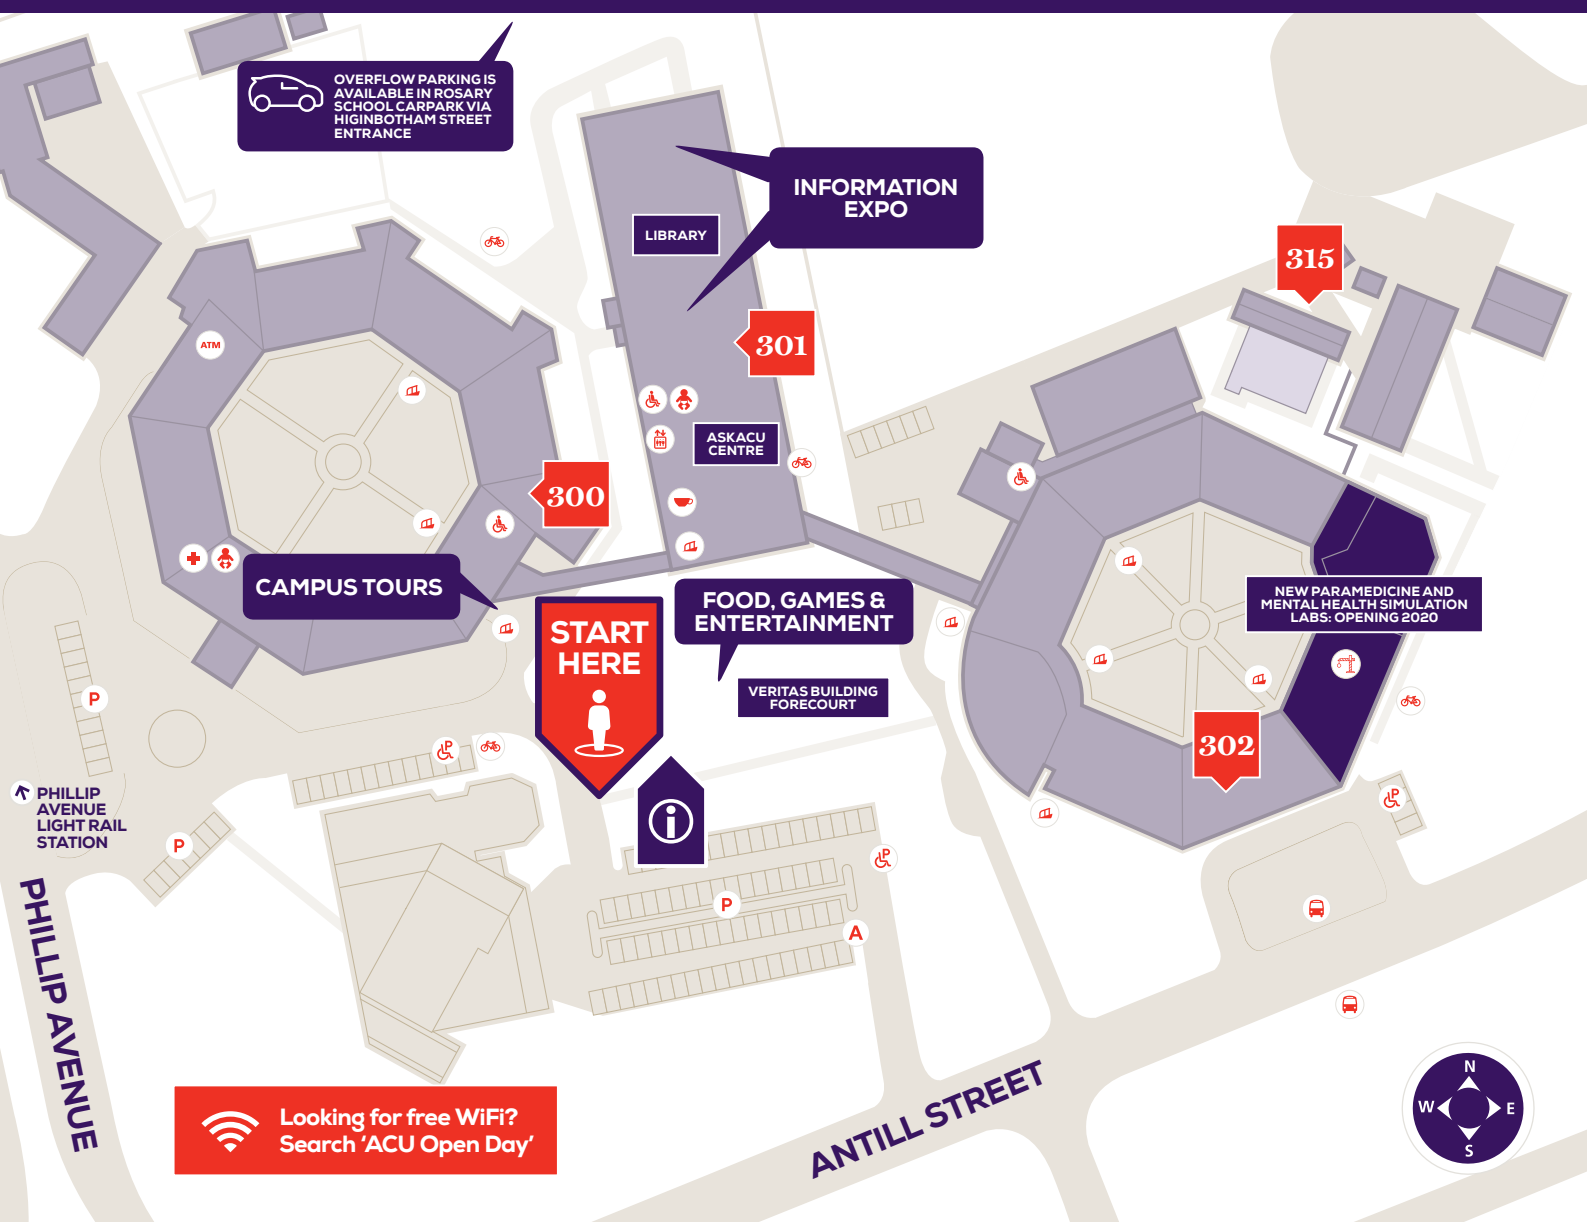 OVERFLOW PARKING IS
AVAILABLE IN ROSARY
SCHOOL CARPARK VIA
HIGINBOTHAM STREET
ENTRANCE
INFORMATION
EXPO
LIBRARY
315
301
ATM
ASKACU
CENTRE
300
CAMPUS TOURS
FOOD, GAMES &
ENTERTAINMENT
NEW PARAMEDICINE AND
MENTAL HEALTH SIMULATION
LABS: OPENING 2020
START
HERE
VERITAS BUILDING
FORECOURT
P
302
P
PHILLIP
AVENUE
LIGHT RAIL
STATION
P
i
P
P
P
A
PHILLIP AVENUE
ANTILL STREET
Looking for free WiFi?
Search ‘ACU Open Day’
N
W E
S